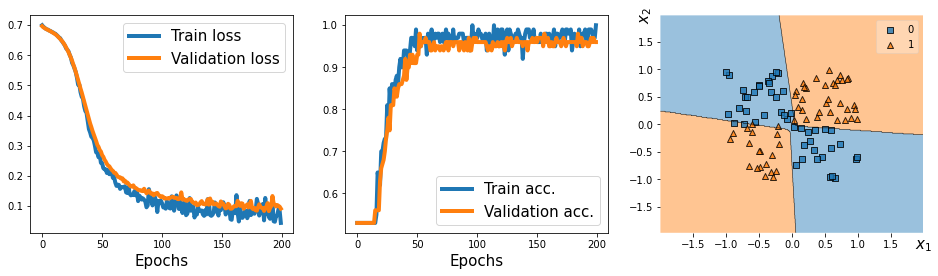 0.7
0.6
0.5
0.4
0.3
0.2
0.1
0 50 100 150 200
Epochs
Train loss
Validation loss
1.0
0.9
0.8
0.7
0.6
0 50 100 150 200
Epochs
Train acc.
Validation acc.
x2
1.5
1.0
0.5
0.0
−0.5
−1.0
−1.5
−1.5 −1.0 −0.5 0.0 0.5 1.0 1.5
x1
0
1